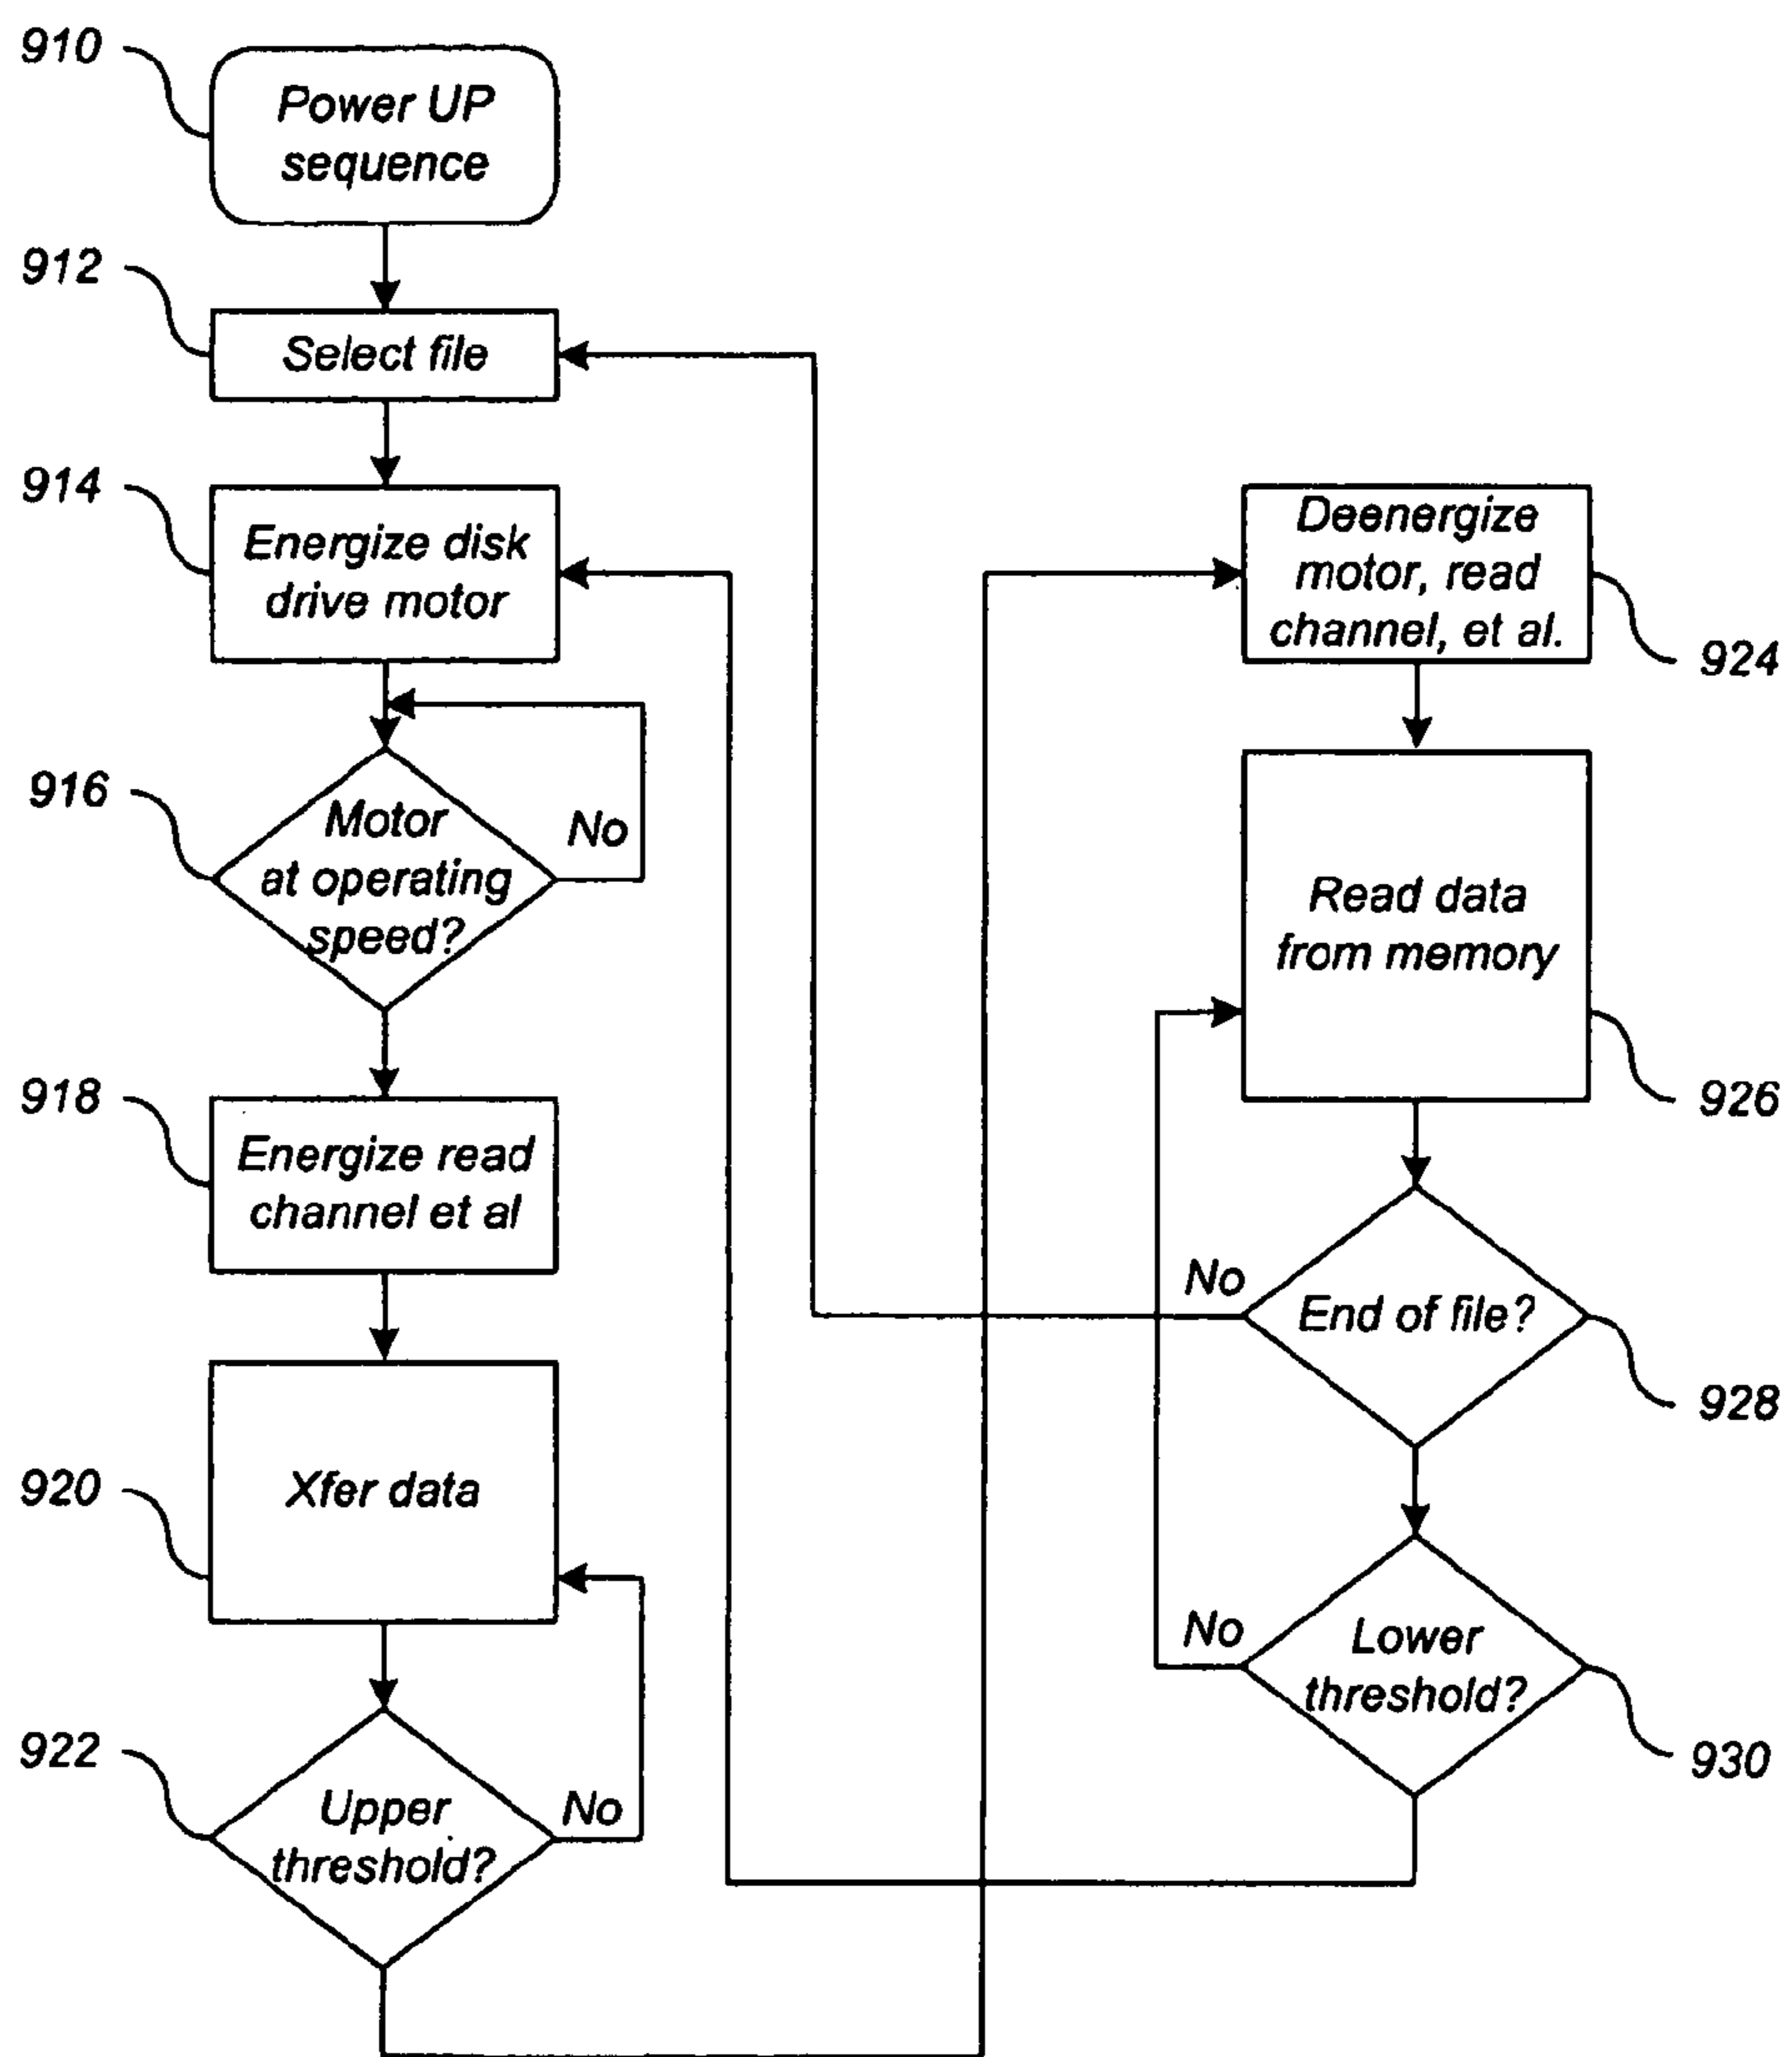 910
Power UP
sequence
912
Select file
914
Energize disk
drive motor
916
Motor
at operating
speed?
No
918
Energize read
channel et al
920
Xfer data
922
Upper
threshold?
No
Deenergize
motor, read
channel, et al.
924
Read data
from memory
926
No
End of file?
928
No
Lower
threshold?
930